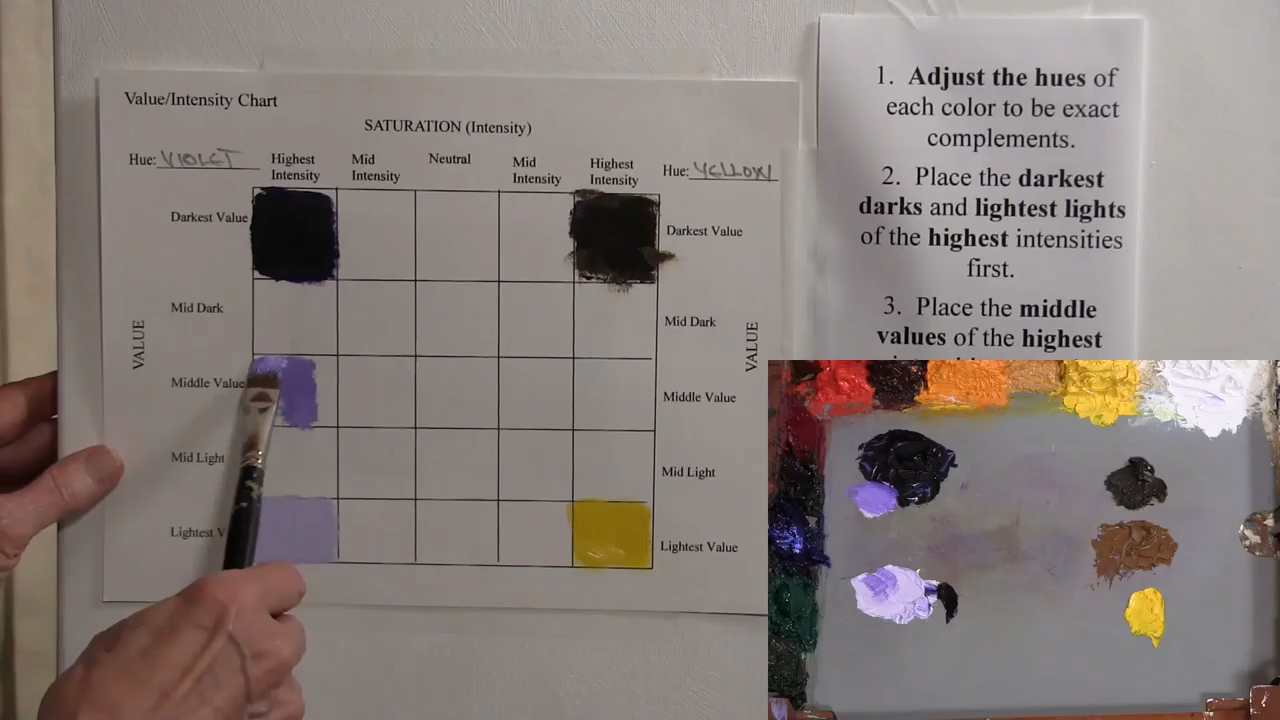 Value/Intensity Chart
SATURATION (Intensity)
Hue: VIOLET
Highest Intensity
Mid Intensity
Neutral
Mid Intensity
Highest Intensity
Hue: YELLOW
Darkest Value
Mid Dark
Middle Value
Mid Light
Lightest V
VALUE
Darkest Value
Mid Dark
Middle Value
Mid Light
Lightest Value
VALUE
1. Adjust the hues of
each color to be exact
complements.
2. Place the darkest
darks and lightest lights
of the highest intensities
first.
3. Place the middle
values of the highest